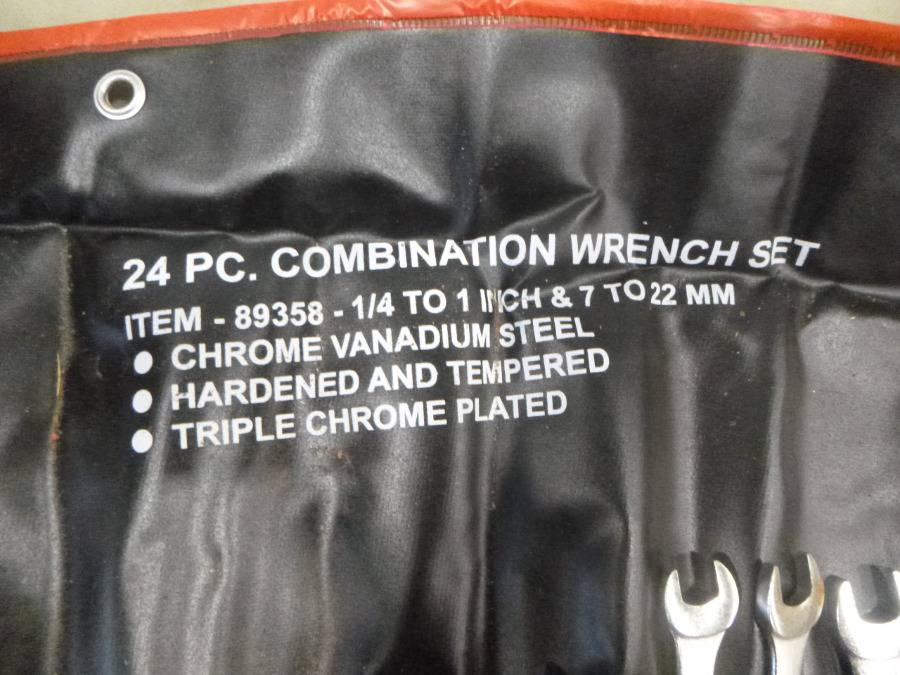 24 PC. COMBINATION WRENCH SET
ITEM - 89358 - 1/4 TO 1 INCH & 7 TO 22 MM
● CHROME VANADIUM STEEL
● HARDENED AND TEMPERED
● TRIPLE CHROME PLATED